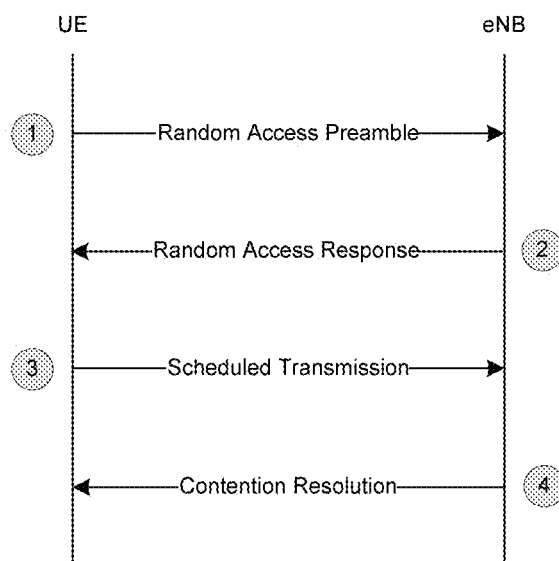 UE eNB
1 Random Access Preamble
Random Access Response 2
3 Scheduled Transmission
Contention Resolution 4